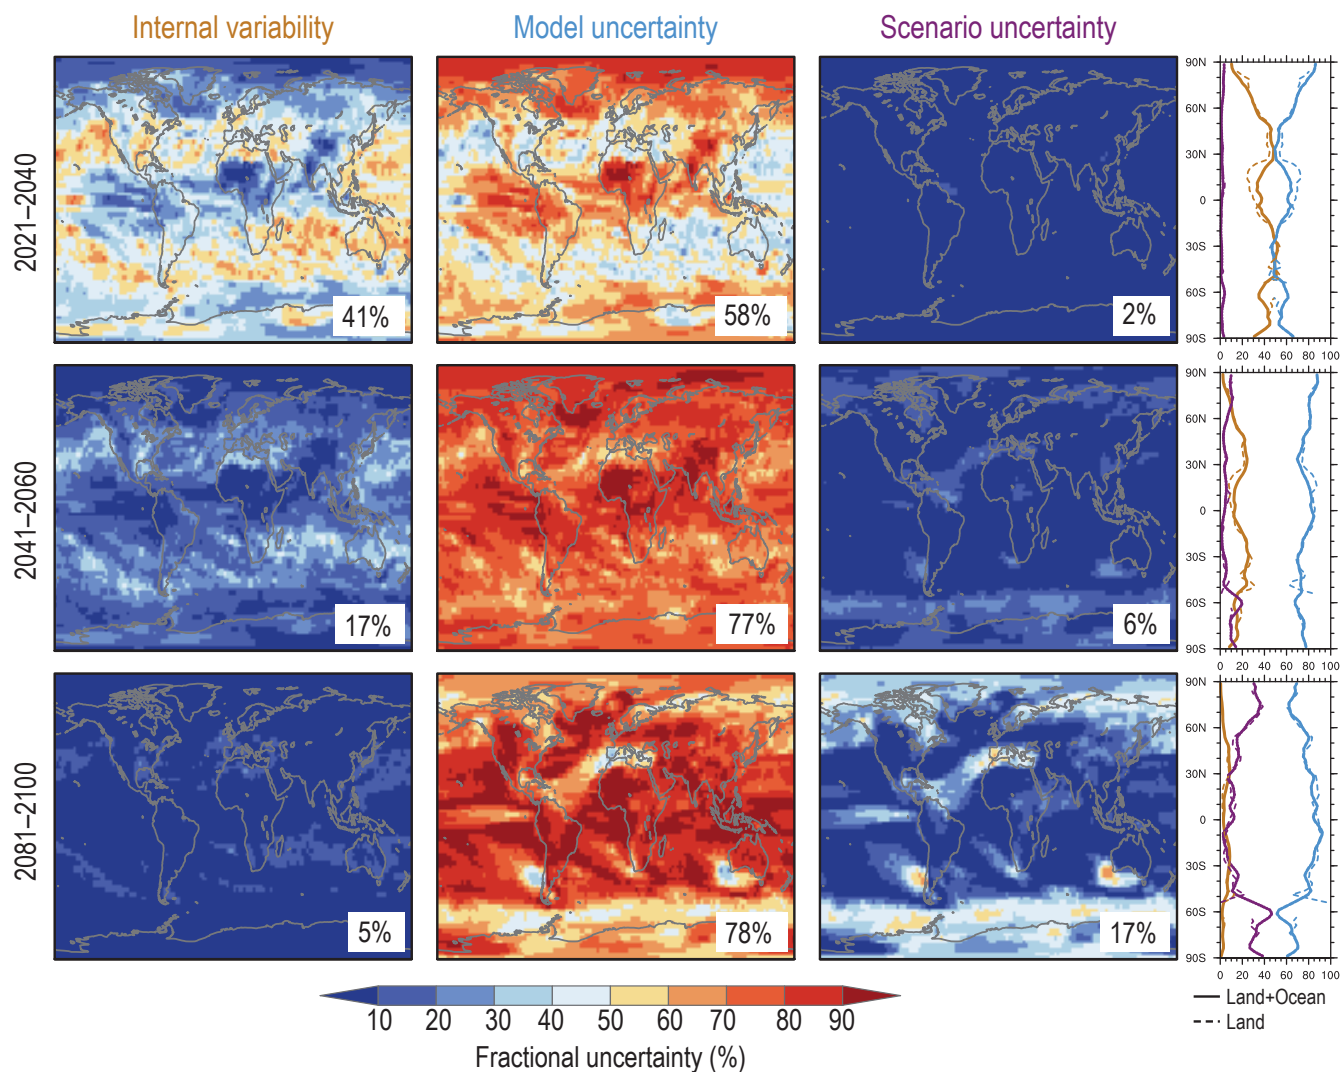 Internal variability
Model uncertainty
Scenario uncertainty
2021–2040
41%
58%
2%
90N
60N
30N
0
30S
60S
90S
0 20 40 60 80 100
2041–2060
17%
77%
6%
90N
60N
30N
0
30S
60S
90S
0 20 40 60 80 100
2081–2100
5%
78%
17%
90N
60N
30N
0
30S
60S
90S
0 20 40 60 80 100
10 20 30 40 50 60 70 80 90
Fractional uncertainty (%)
Land+Ocean
Land